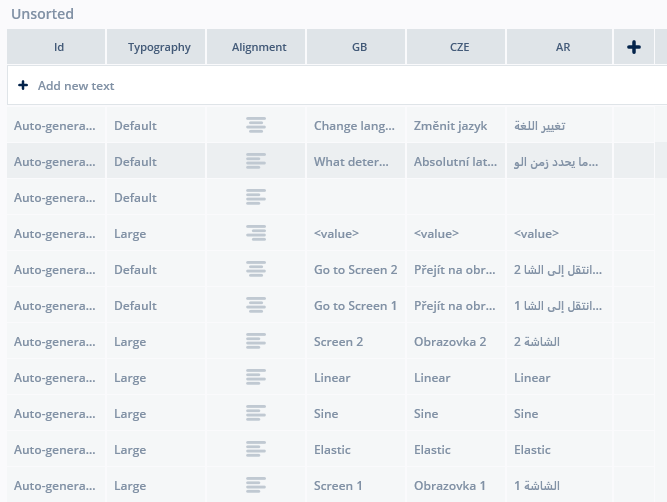 Unsorted
Id Typography Alignment GB CZE AR
Add new text
Auto-genera... Default Change lang... Změnit jazyk تغيير اللغة
Auto-genera... Default What deter... Absolutní lat... ما يحدد زمن الو...
Auto-genera... Default
Auto-genera... Large <value> <value> <value>
Auto-genera... Default Go to Screen 2 Přejít na obr... انتقل إلى الشا 2...
Auto-genera... Default Go to Screen 1 Přejít na obr... انتقل إلى الشا 1...
Auto-genera... Large Screen 2 Obrazovka 2 الشاشة 2
Auto-genera... Large Linear Linear Linear
Auto-genera... Large Sine Sine Sine
Auto-genera... Large Elastic Elastic Elastic
Auto-genera... Large Screen 1 Obrazovka 1 الشاشة 1